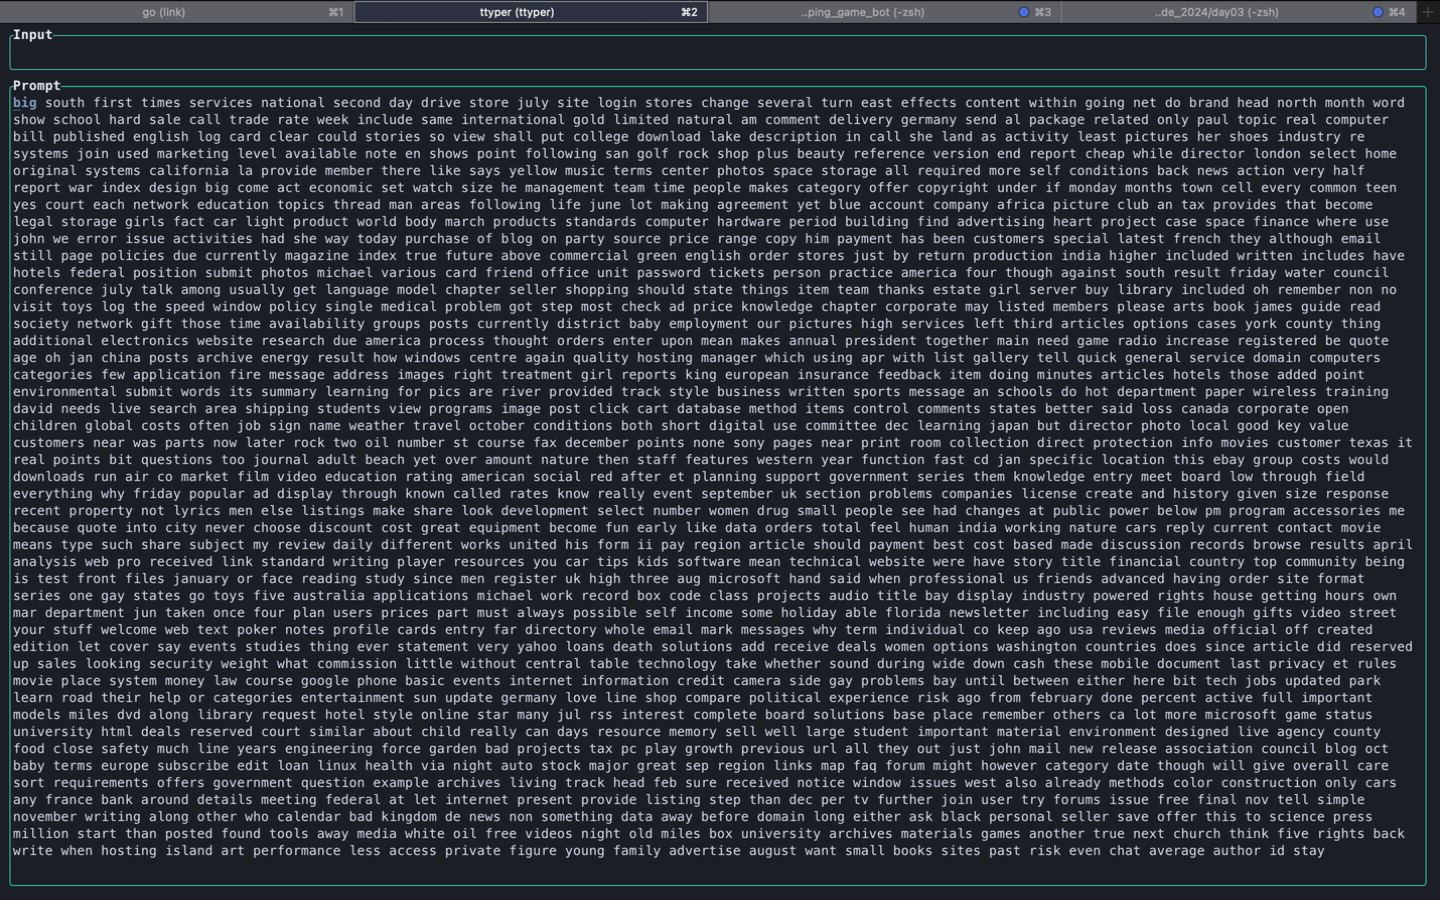 go (link) ⌘1 ttyper (ttyper) ⌘2 ..ping_game_bot (-zsh) ⌘3 ..de_2024/day03 (-zsh) ⌘4 +
Input
Prompt
big south first times services national second day drive store july site login stores change several turn east effects content within going net do brand head north month word
show school hard sale call trade rate week include same international gold limited natural am comment delivery germany send al package related only paul topic real computer
bill published english log card clear could stories so view shall put college download lake description in call she land as activity least pictures her shoes industry re
systems join used marketing level available note en shows point following san golf rock shop plus beauty reference version end report cheap while director london select home
original systems california la provide member there like says yellow music terms center photos space storage all required more self conditions back news action very half
report war index design big come act economic set watch size he management team time people makes category offer copyright under if monday months town cell every common teen
yes court each network education topics thread man areas following life june lot making agreement yet blue account company africa picture club an tax provides that become
legal storage girls fact car light product world body march products standards computer hardware period building find advertising heart project case space finance where use
john we error issue activities had she way today purchase of blog on party source price range copy him payment has been customers special latest french they although email
still page policies due currently magazine index true future above commercial green english order stores just by return production india higher included written includes have
hotels federal position submit photos michael various card friend office unit password tickets person practice america four though against south result friday water council
conference july talk among usually get language model chapter seller shopping should state things item team thanks estate girl server buy library included oh remember non no
visit toys log the speed window policy single medical problem got step most check ad price knowledge chapter corporate may listed members please arts book james guide read
society network gift those time availability groups posts currently district baby employment our pictures high services left third articles options cases york county thing
additional electronics website research due america process thought orders enter upon mean makes annual president together main need game radio increase registered be quote
age oh jan china posts archive energy result how windows centre again quality hosting manager which using apr with list gallery tell quick general service domain computers
categories few application fire message address images right treatment girl reports king european insurance feedback item doing minutes articles hotels those added point
environmental submit words its summary learning for pics are river provided track style business written sports message an schools do hot department paper wireless training
david needs live search area shipping students view programs image post click cart database method items control comments states better said loss canada corporate open
children global costs often job sign name weather travel october conditions both short digital use committee dec learning japan but director photo local good key value
customers near was parts now later rock two oil number st course fax december points none sony pages near print room collection direct protection info movies customer texas it
real points bit questions too journal adult beach yet over amount nature then staff features western year function fast cd jan specific location this ebay group costs would
downloads run air co market film video education rating american social red after et planning support government series them knowledge entry meet board low through field
everything why friday popular ad display through known called rates know really event september uk section problems companies license create and history given size response
recent property not lyrics men else listings make share look development select number women drug small people see had changes at public power below pm program accessories me
because quote into city never choose discount cost great equipment become fun early like data orders total feel human india working nature cars reply current contact movie
means type such share subject my review daily different works united his form ii pay region article should payment best cost based made discussion records browse results april
analysis web pro received link standard writing player resources you car tips kids software mean technical website were have story title financial country top community being
is test front files january or face reading study since men register uk high three aug microsoft hand said when professional us friends advanced having order site format
series one gay states go toys five australia applications michael work record box code class projects audio title bay display industry powered rights house getting hours own
mar department jun taken once four plan users prices part must always possible self income some holiday able florida newsletter including easy file enough gifts video street
your stuff welcome web text poker notes profile cards entry far directory whole email mark messages why term individual co keep ago usa reviews media official off created
edition let cover say events studies thing ever statement very yahoo loans death solutions add receive deals women options washington countries does since article did reserved
up sales looking security weight what commission little without central table technology take whether sound during wide down cash these mobile document last privacy et rules
movie place system money law course google phone basic events internet information credit camera side gay problems bay until between either here bit tech jobs updated park
learn road their help or categories entertainment sun update germany love line shop compare political experience risk ago from february done percent active full important
models miles dvd along library request hotel style online star many jul rss interest complete board solutions base place remember others ca lot more microsoft game status
university html deals reserved court similar about child really can days resource memory sell well large student important material environment designed live agency county
food close safety much line years engineering force garden bad projects tax pc play growth previous url all they out just john mail new release association council blog oct
baby terms europe subscribe edit loan linux health via night auto stock major great sep region links map faq forum might however category date though will give overall care
sort requirements offers government question example archives living track head feb sure received notice window issues west also already methods color construction only cars
any france bank around details meeting federal at let internet present provide listing step than dec per tv further join user try forums issue free final nov tell simple
november writing along other who calendar bad kingdom de news non something data away before domain long either ask black personal seller save offer this to science press
million start than posted found tools away media white oil free videos night old miles box university archives materials games another true next church think five rights back
write when hosting island art performance less access private figure young family advertise august want small books sites past risk even chat average author id stay